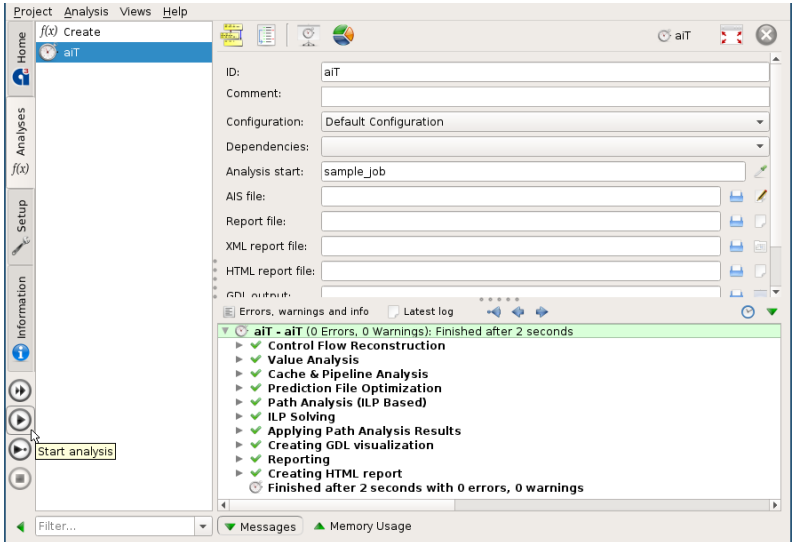 Project Analysis Views Help
Home
Analyses
f(x)
Setup
Information
f(x) Create
aiT
aiT
ID: aiT
Comment:
Configuration: Default Configuration
Dependencies:
Analysis start: sample_job
AIS file:
Report file:
XML report file:
HTML report file:
GDL output:
Errors, warnings and info Latest log
aiT - aiT (0 Errors, 0 Warnings): Finished after 2 seconds
Control Flow Reconstruction
Value Analysis
Cache & Pipeline Analysis
Prediction File Optimization
Path Analysis (ILP Based)
ILP Solving
Applying Path Analysis Results
Creating GDL visualization
Reporting
Creating HTML report
Finished after 2 seconds with 0 errors, 0 warnings
Start analysis
Filter...
Messages Memory Usage